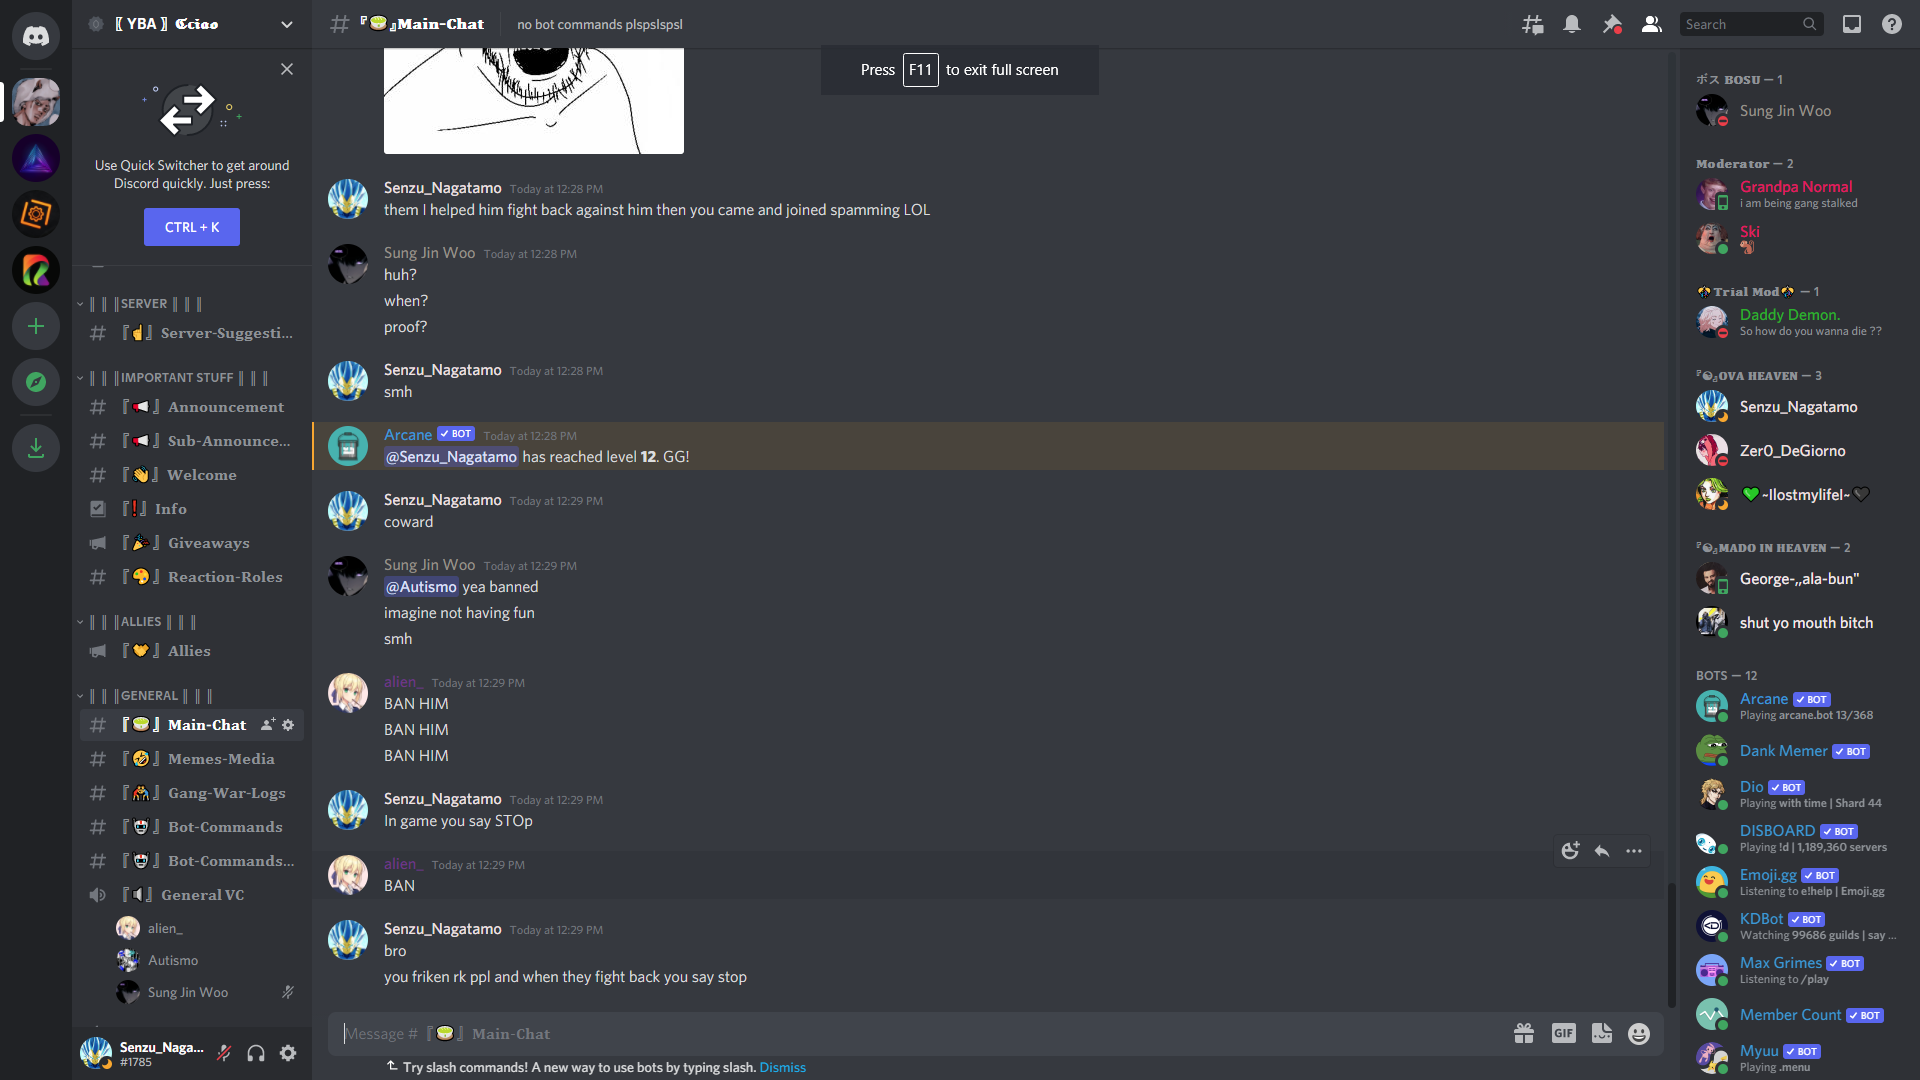 〖 YBA 〗 𝕮𝖈𝖎𝖆𝖔
Use Quick Switcher to get around
Discord quickly. Just press:
CTRL + K
║ ║ ║SERVER ║ ║ ║
〖☝〗 Server-Suggesti...
║ ║ ║IMPORTANT STUFF ║ ║ ║
〖📢〗 Announcement
〖📢〗 Sub-Announce...
〖👋〗 Welcome
〖❗〗 Info
〖🎉〗 Giveaways
〖🎨〗 Reaction-Roles
║ ║ ║ALLIES ║ ║ ║
〖🤝〗 Allies
║ ║ ║GENERAL ║ ║ ║
〖🍵〗 Main-Chat
〖🤣〗 Memes-Media
〖〗 Gang-War-Logs
〖🤖〗 Bot-Commands
〖🤖〗 Bot-Commands...
〖🔊〗 General VC
alien_
Autismo
Sung Jin Woo
Senzu_Naga...
#1785
# 『🍵』Main-Chat
no bot commands plspslspsl
Search
Press F11 to exit full screen
Senzu_Nagatamo Today at 12:28 PM
them I helped him fight back against him then you came and joined spamming LOL
Sung Jin Woo Today at 12:28 PM
huh?
when?
proof?
Senzu_Nagatamo Today at 12:28 PM
smh
Arcane ✓ BOT Today at 12:28 PM
@Senzu_Nagatamo has reached level 12. GG!
Senzu_Nagatamo Today at 12:29 PM
coward
Sung Jin Woo Today at 12:29 PM
@Autismo yea banned
imagine not having fun
smh
alien_ Today at 12:29 PM
BAN HIM
BAN HIM
BAN HIM
Senzu_Nagatamo Today at 12:29 PM
In game you say STOp
alien_ Today at 12:29 PM
BAN
Senzu_Nagatamo Today at 12:29 PM
bro
you friken rk ppl and when they fight back you say stop
Message # 〖🍵〗 Main-Chat
GIF
Try slash commands! A new way to use bots by typing slash. Dismiss
ボス BOSU — 1
Sung Jin Woo
Moderator — 2
Grandpa Normal
i am being gang stalked
Ski
Trial Mod — 1
Daddy Demon.
So how do you wanna die ??
『☯』OVA HEAVEN — 3
Senzu_Nagatamo
Zer0_DeGiorno
💚~Ilostmylifel~🖤
『☯』MADO IN HEAVEN — 2
George-,,ala-bun"
shut yo mouth bitch
BOTS — 12
Arcane ✓ BOT
Playing arcane.bot 13/368
Dank Memer ✓ BOT
Dio ✓ BOT
Playing with time | Shard 44
DISBOARD ✓ BOT
Playing !d | 1,189,360 servers
Emoji.gg ✓ BOT
Listening to e!help | Emoji.gg
KDBot ✓ BOT
Watching 99686 guilds | say ...
Max Grimes ✓ BOT
Listening to /play
Member Count ✓ BOT
Myuu ✓ BOT
Playing .menu